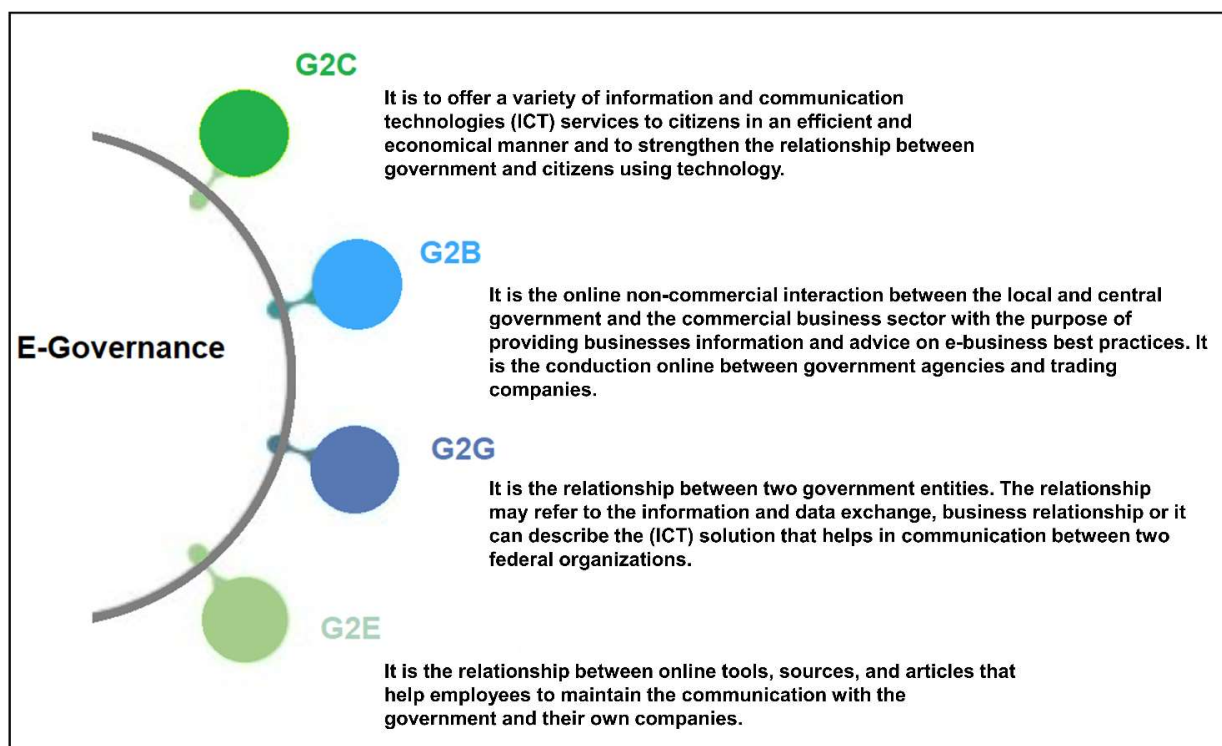 G2C
It is to offer a variety of information and communication
technologies (ICT) services to citizens in an efficient and
economical manner and to strengthen the relationship between
government and citizens using technology.
G2B
It is the online non-commercial interaction between the local and central
government and the commercial business sector with the purpose of
providing businesses information and advice on e-business best practices. It
is the conduction online between government agencies and trading
companies.
E-Governance
G2G
It is the relationship between two government entities. The relationship
may refer to the information and data exchange, business relationship or it
can describe the (ICT) solution that helps in communication between two
federal organizations.
G2E
It is the relationship between online tools, sources, and articles that
help employees to maintain the communication with the
government and their own companies.